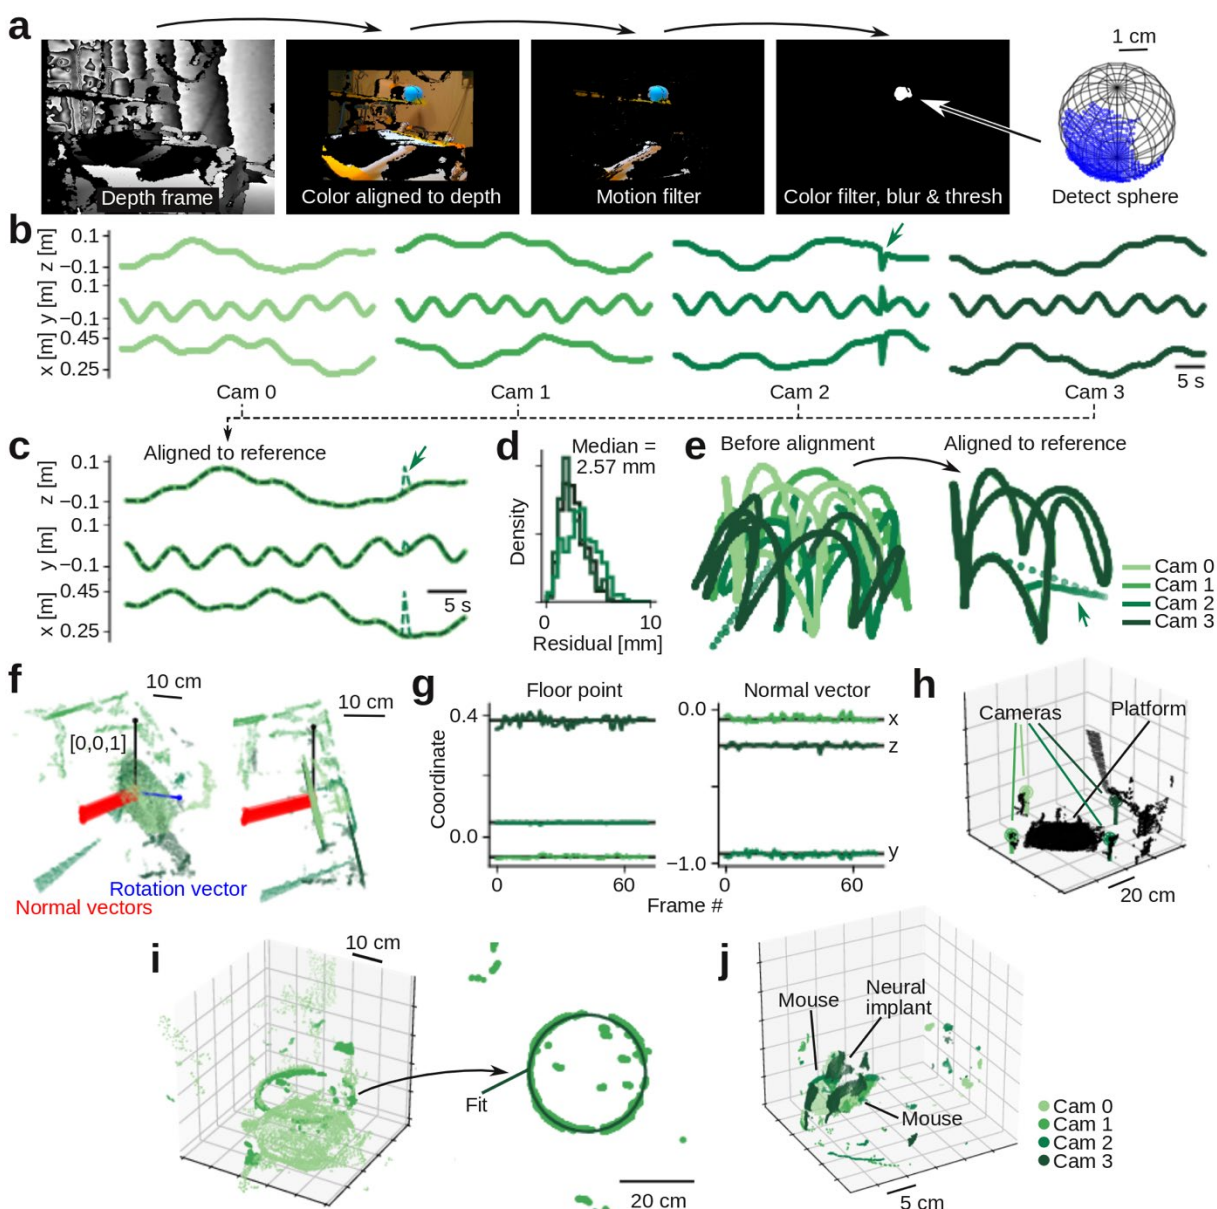 a
1 cm
Depth frame
Color aligned to depth
Motion filter
Color filter, blur & thresh
Detect sphere
b
z [m]
0.1
−0.1
y [m]
0.1
−0.1
x [m]
0.45
0.25
5 s
Cam 0
Cam 1
Cam 2
Cam 3
c
Aligned to reference
z [m]
0.1
−0.1
y [m]
0.1
−0.1
x [m]
0.45
0.25
5 s
d
Median =
2.57 mm
Density
0
10
Residual [mm]
e
Before alignment
Aligned to reference
Cam 0
Cam 1
Cam 2
Cam 3
f
10 cm
10 cm
[0,0,1]
Rotation vector
Normal vectors
g
Floor point
Normal vector
Coordinate
0.4
0.0
0
60
0.0
−1.0
0
60
x
z
y
Frame #
h
Cameras
Platform
20 cm
i
10 cm
Fit
20 cm
j
Mouse
Neural
implant
Mouse
5 cm
Cam 0
Cam 1
Cam 2
Cam 3